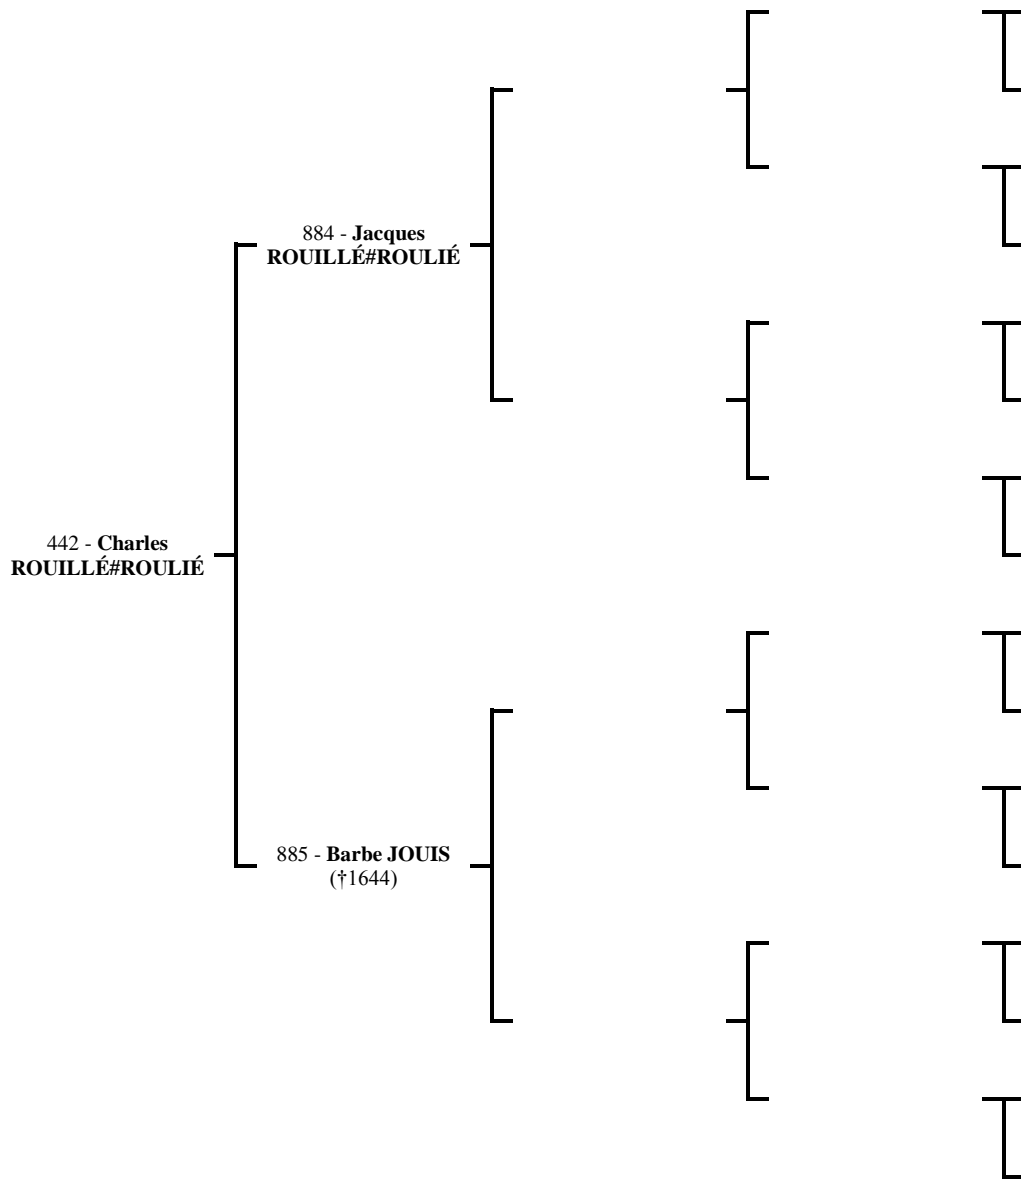 884 - Jacques
ROUILLÉ#ROULIÉ
442 - Charles
ROUILLÉ#ROULIÉ
885 - Barbe JOUIS
(†1644)